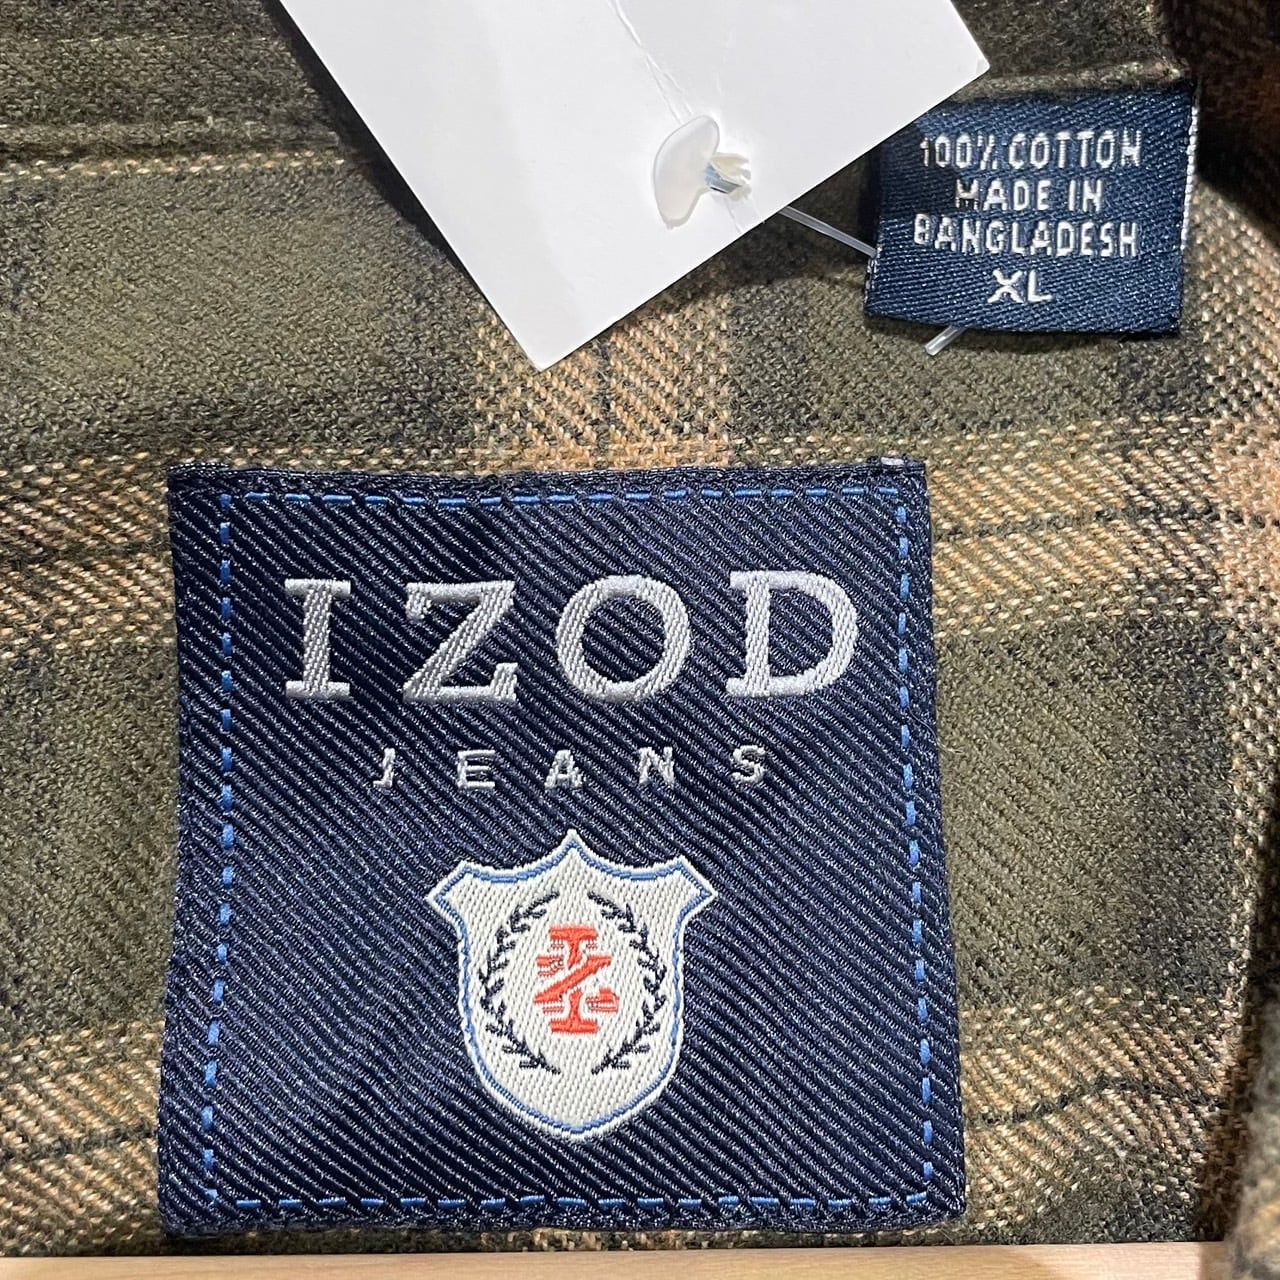 100% COTTON
MADE IN
BANGLADESH
XL
IZOD
JEANS